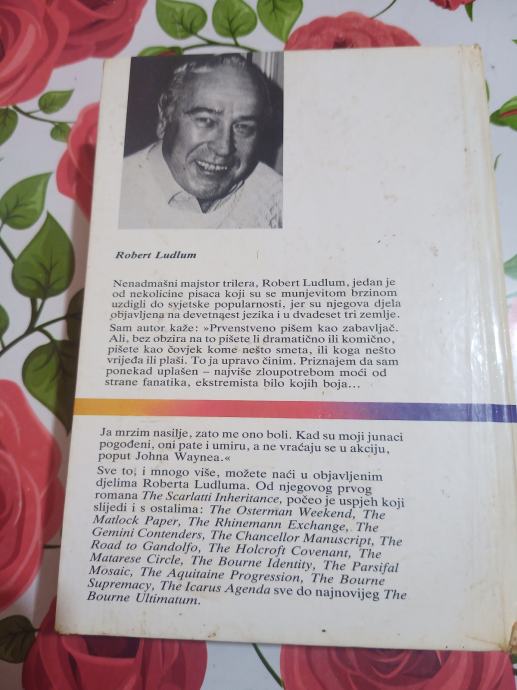 Robert Ludlum
Nenadmašni majstor trilera, Robert Ludlum, jedan je
od nekolicine pisaca koji su se munjevitom brzinom
uzdigli do svjetske popularnosti, jer su njegova djela
objavljena na devetnaest jezika i u dvadeset tri zemlje.
Sam autor kaže: »Prvenstveno pišem kao zabavljač.
Ali, bez obzira na to pišete li dramatično ili komično,
pišete kao čovjek kome nešto smeta, ili koga nešto
vrijeđa ili plaši. To ja upravo činim. Priznajem da sam
ponekad uplašen – najviše zloupotrebom moći od
strane fanatika, ekstremista bilo kojih boja...
Ja mrzim nasilje, zato me ono boli. Kad su moji junaci
pogođeni, oni pate i umiru, a ne vraćaju se u akciju,
poput Johna Waynea.«
Sve to, i mnogo više, možete naći u objavljenim
djelima Roberta Ludluma. Od njegovog prvog
romana The Scarlatti Inheritance, počeo je uspjeh koji
slijedi i s ostalima: The Osterman Weekend, The
Matlock Paper, The Rhinemann Exchange, The
Gemini Contenders, The Chancellor Manuscript, The
Road to Gandolfo, The Holcroft Covenant, The
Matarese Circle, The Bourne Identity, The Parsifal
Mosaic, The Aquitaine Progression, The Bourne
Supremacy, The Icarus Agenda sve do najnovijeg The
Bourne Ultimatum.